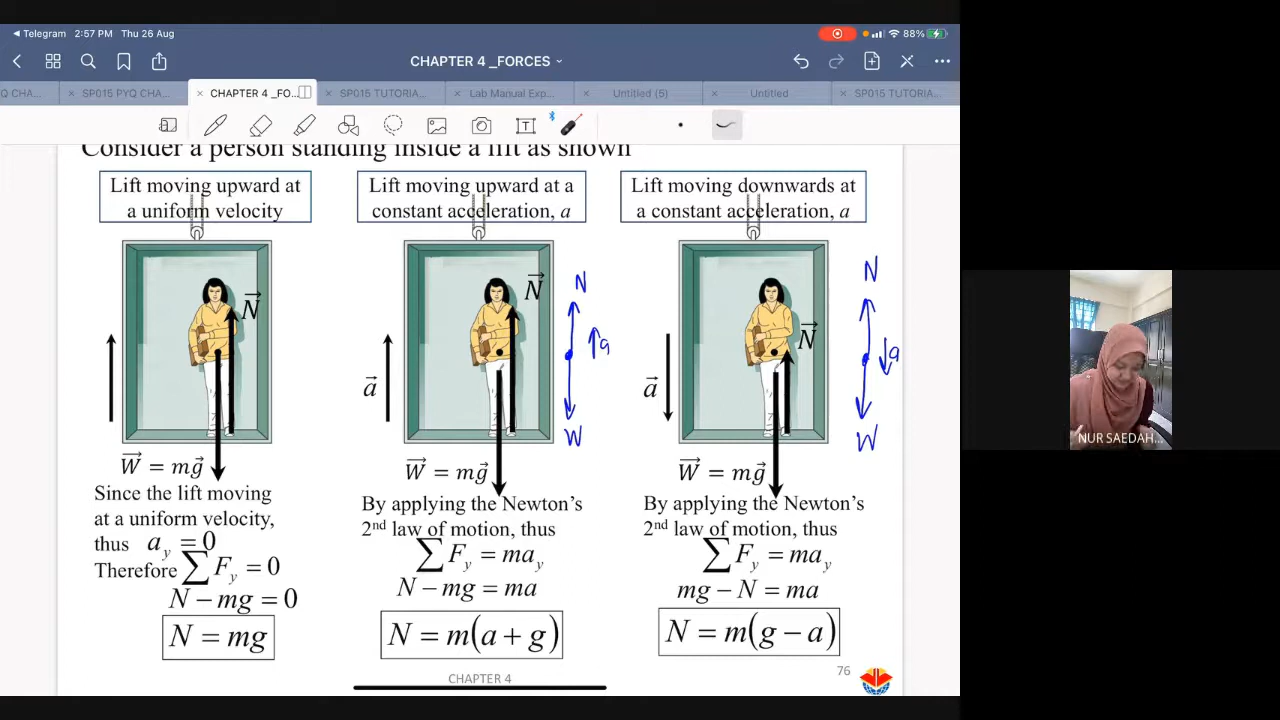 Telegram 2:57 PM Thu 26 Aug 88%
CHAPTER 4 _FORCES
Q CHA... SP015 PYQ CHA... CHAPTER 4 _FO... SP015 TUTORIA... Lab Manual Exp... Untitled (5) Untitled SP015 TUTORIA...
Consider a person standing inside a lift as shown
Lift moving upward at
a uniform velocity
N⃗
W⃗ = mg⃗
Since the lift moving
at a uniform velocity,
thus a_y = 0
Therefore ∑ F_y = 0
N − mg = 0
N = mg
Lift moving upward at a
constant acceleration, a
N⃗
N
a
a⃗
W
W⃗ = mg⃗
By applying the Newton's
2nd law of motion, thus
∑ F_y = ma_y
N − mg = ma
N = m(a + g)
Lift moving downwards at
a constant acceleration, a
N
N⃗
a
a⃗
W
W⃗ = mg⃗
By applying the Newton's
2nd law of motion, thus
∑ F_y = ma_y
mg − N = ma
N = m(g − a)
CHAPTER 4
76
NUR SAEDAH...